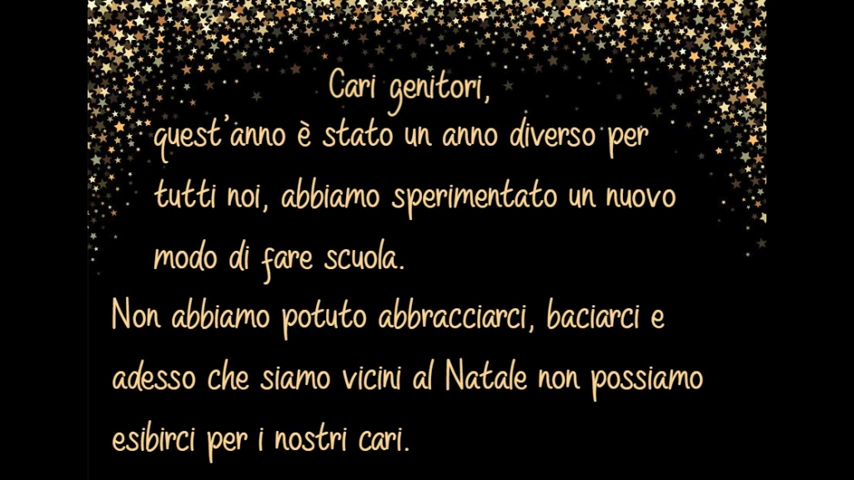 Cari genitori,
quest'anno è stato un anno diverso per
tutti noi, abbiamo sperimentato un nuovo
modo di fare scuola.
Non abbiamo potuto abbracciarci, baciarci e
adesso che siamo vicini al Natale non possiamo
esibirci per i nostri cari.